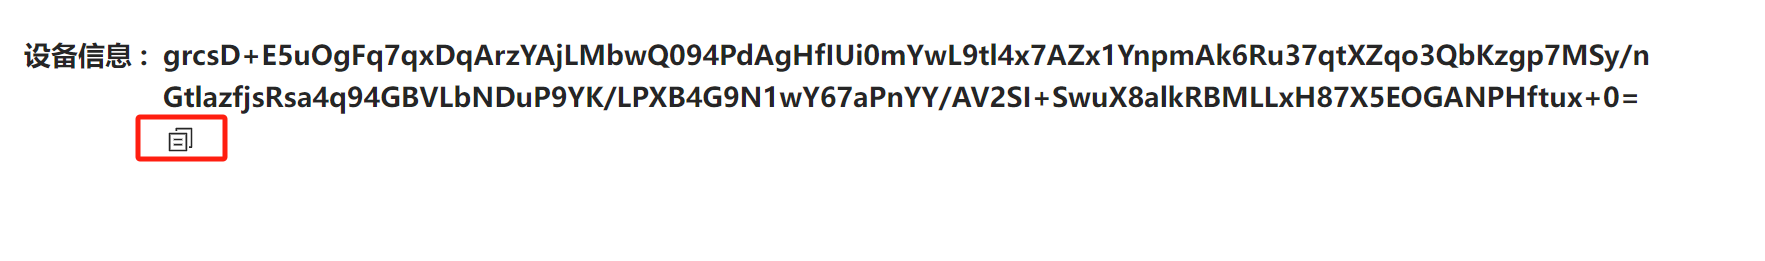 设备信息： grcsD+E5uOgFq7qxDqArzYAjLMbwQ094PdAgHfIUi0mYwL9tl4x7AZx1YnpmAk6Ru37qtXZqo3QbKzgp7MSy/n
GtlazfjsRsa4q94GBVLbNDuP9YK/LPXB4G9N1wY67aPnYY/AV2SI+SwuX8alkRBMLLxH87X5EOGANPHftux+0=